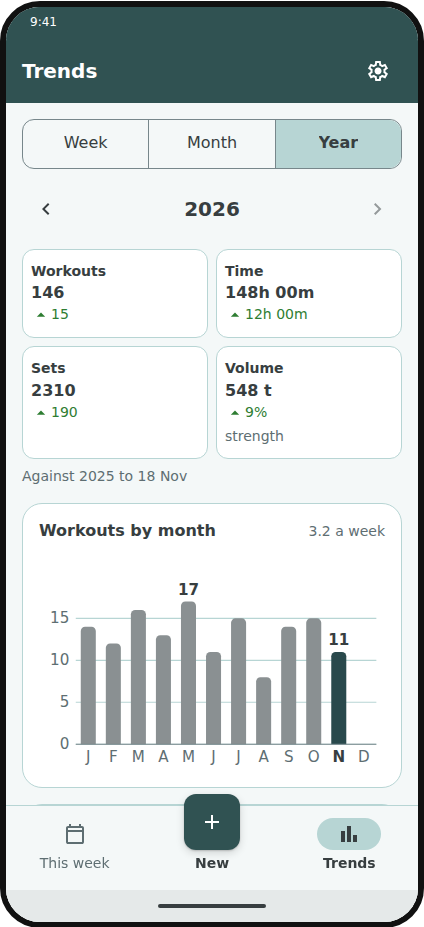 9:41
Trends
Week Month Year
2026
Workouts Time
146 148h 00m
15 12h 00m
Sets Volume
2310 548 t
190 9%
strength
Against 2025 to 18 Nov
Workouts by month 3.2 a week
17
15
11
10
5
0
J F M A M J J A S O N D
This week New Trends